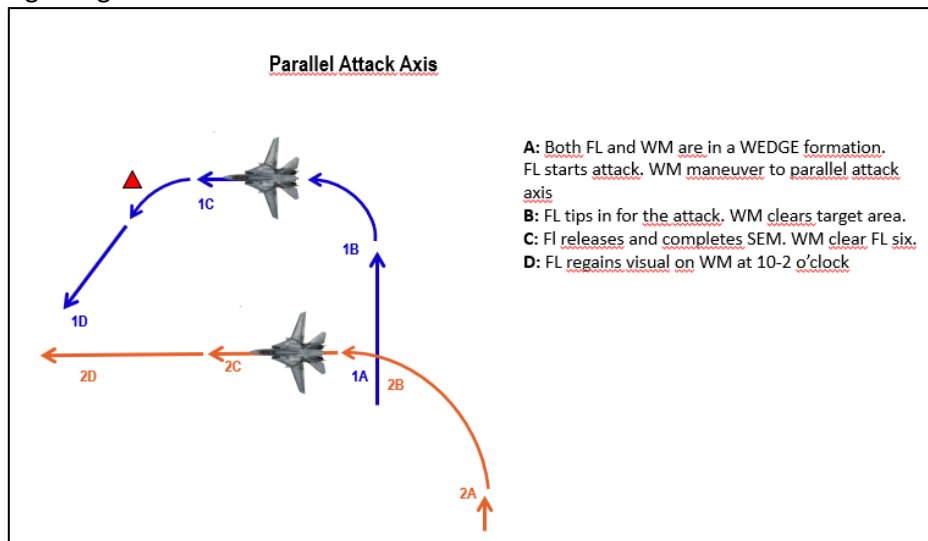 Parallel Attack Axis
A: Both FL and WM are in a WEDGE formation.
FL starts attack. WM maneuver to parallel attack
axis
B: FL tips in for the attack. WM clears target area.
C: Fl releases and completes SEM. WM clear FL six.
D: FL regains visual on WM at 10-2 o'clock
1C
1B
1D
2C
1A
2B
2D
2A